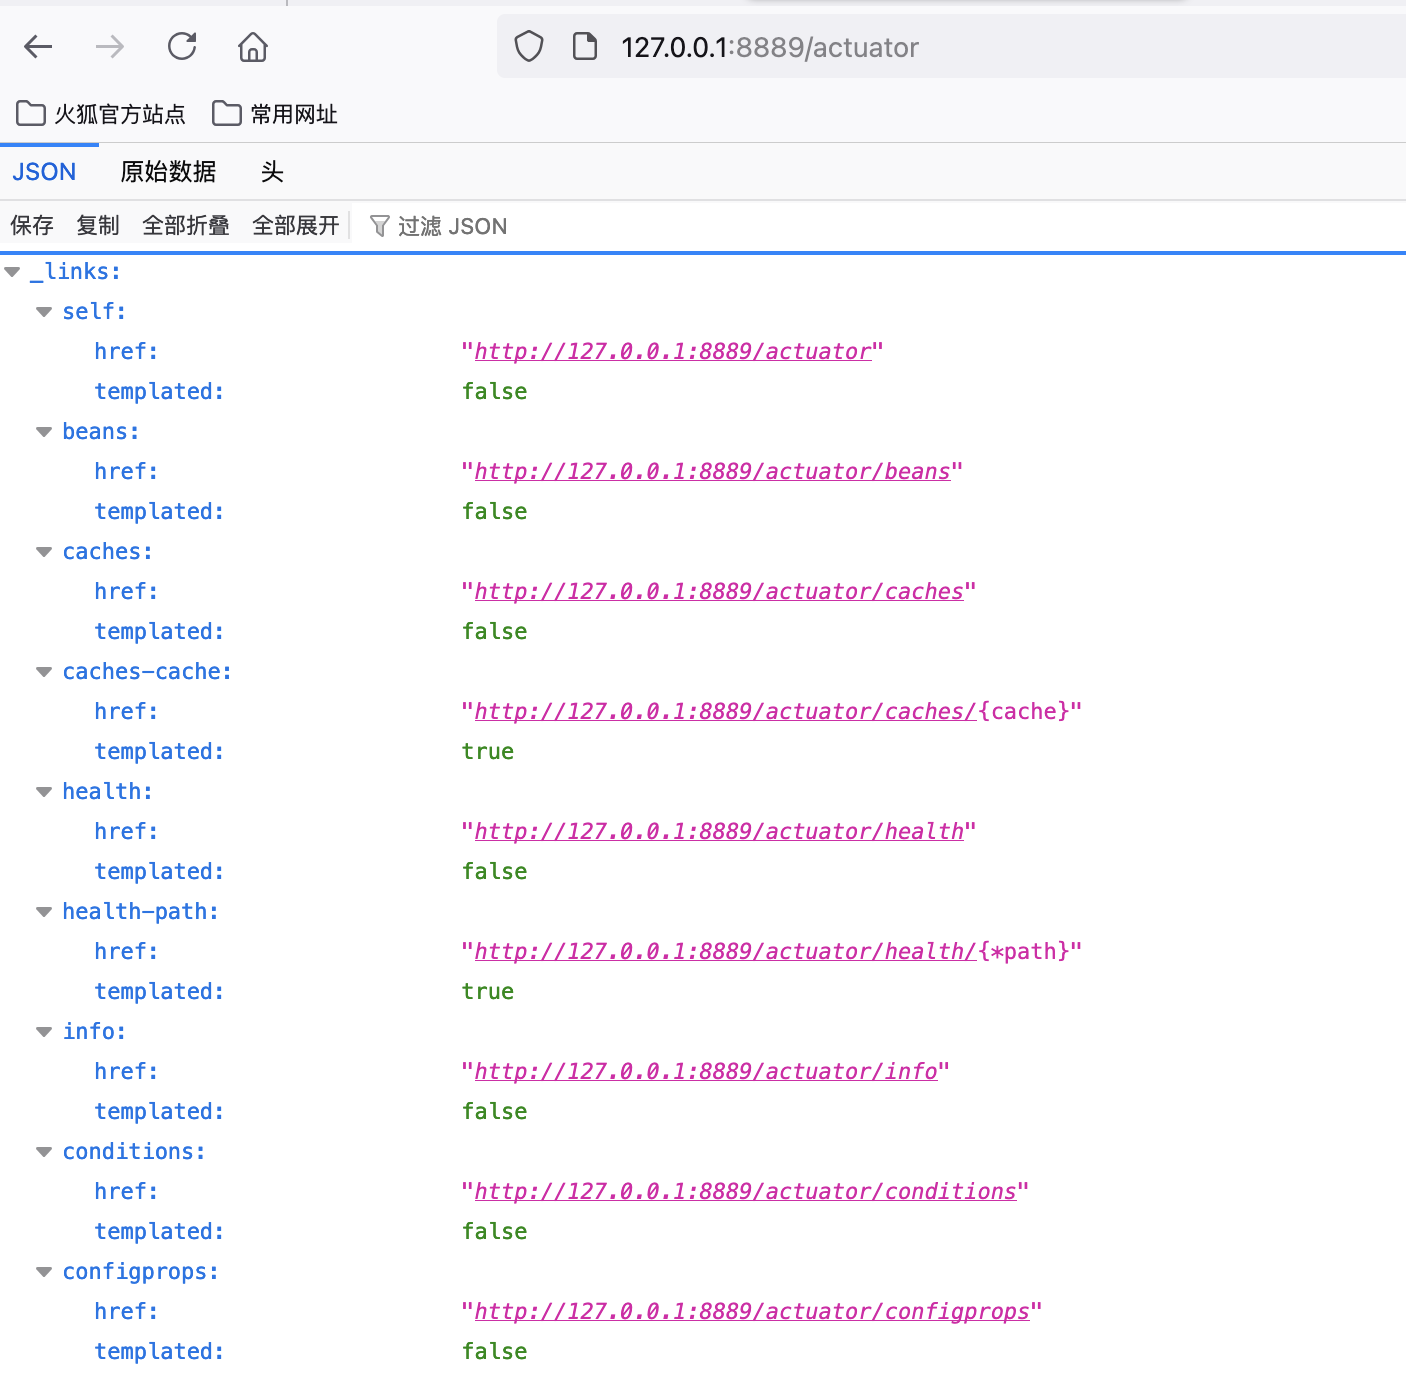 127.0.0.1:8889/actuator
火狐官方站点 常用网址
JSON 原始数据 头
保存 复制 全部折叠 全部展开 过滤 JSON
_links:
self:
href: "http://127.0.0.1:8889/actuator"
templated: false
beans:
href: "http://127.0.0.1:8889/actuator/beans"
templated: false
caches:
href: "http://127.0.0.1:8889/actuator/caches"
templated: false
caches-cache:
href: "http://127.0.0.1:8889/actuator/caches/{cache}"
templated: true
health:
href: "http://127.0.0.1:8889/actuator/health"
templated: false
health-path:
href: "http://127.0.0.1:8889/actuator/health/{*path}"
templated: true
info:
href: "http://127.0.0.1:8889/actuator/info"
templated: false
conditions:
href: "http://127.0.0.1:8889/actuator/conditions"
templated: false
configprops:
href: "http://127.0.0.1:8889/actuator/configprops"
templated: false